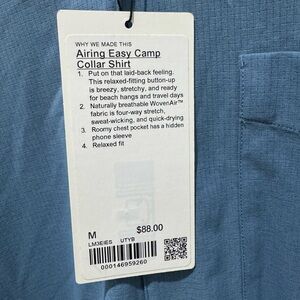 WHY WE MADE THIS
Airing Easy Camp
Collar Shirt
1. Put on that laid-back feeling.
This relaxed-fitting button-up
is breezy, stretchy, and ready
for beach hangs and travel days
2. Naturally breathable WovenAir™
fabric is four-way stretch,
sweat-wicking, and quick-drying
3. Roomy chest pocket has a hidden
phone sleeve
4. Relaxed fit
M $88.00
LM3EIES UTYB
000146959260